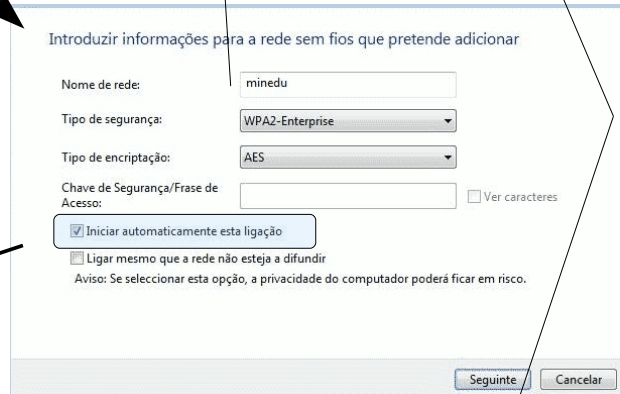 Introduzir informações para a rede sem fios que pretende adicionar
Nome de rede:
minedu
Tipo de segurança:
WPA2-Enterprise
Tipo de encriptação:
AES
Chave de Segurança/Frase de
Acesso:
Ver caracteres
Iniciar automaticamente esta ligação
Ligar mesmo que a rede não esteja a difundir
Aviso: Se seleccionar esta opção, a privacidade do computador poderá ficar em risco.
Seguinte
Cancelar